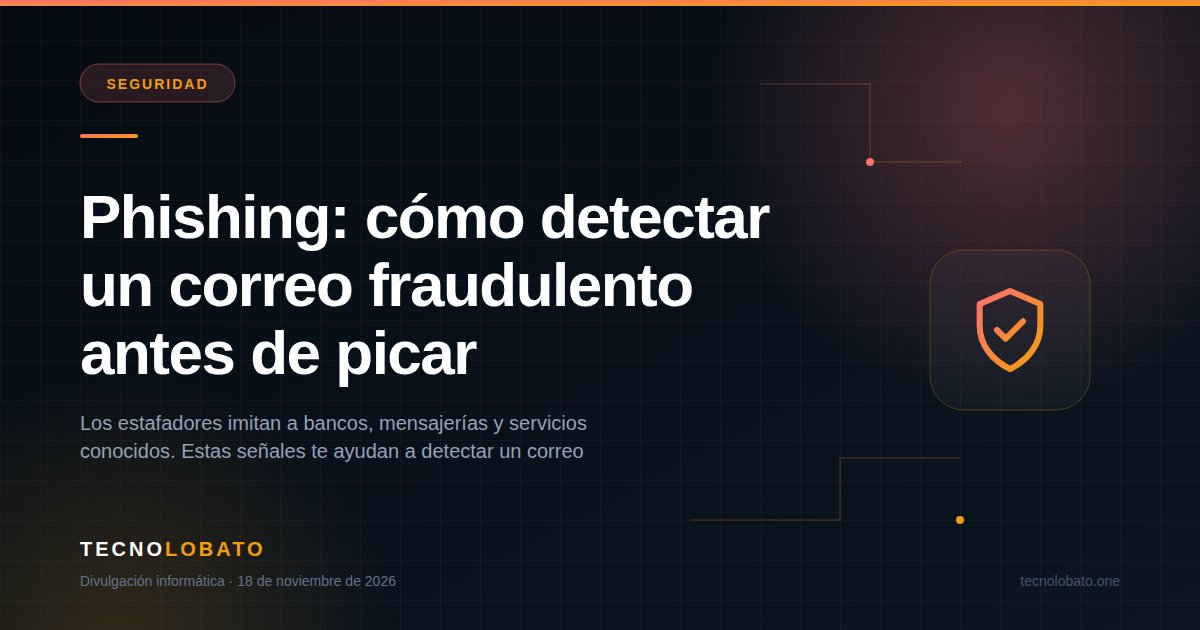 SEGURIDAD
Phishing: cómo detectar
un correo fraudulento
antes de picar
Los estafadores imitan a bancos, mensajerías y servicios
conocidos. Estas señales te ayudan a detectar un correo
TECNOLOBATO
Divulgación informática · 18 de noviembre de 2026
tecnolobato.one